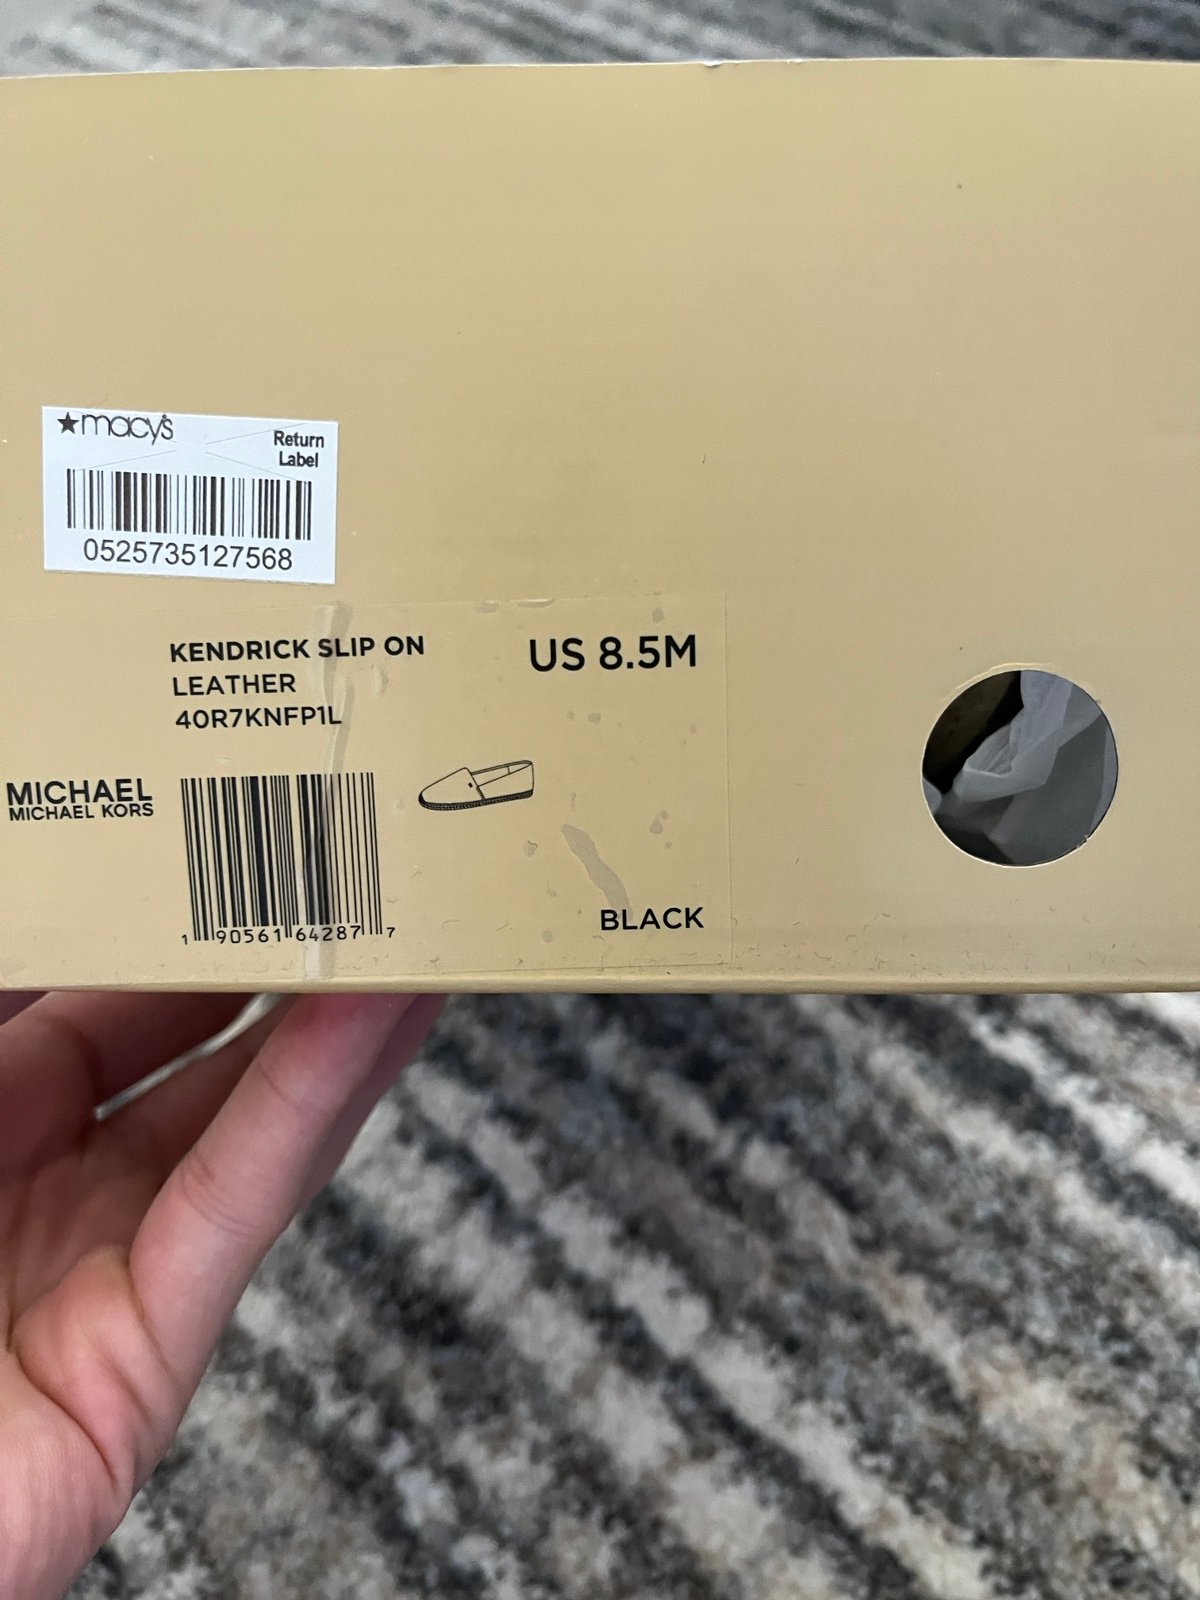 ★macy's
Return
Label
0525735127568
KENDRICK SLIP ON
LEATHER
40R7KNFP1L
US 8.5M
MICHAEL
MICHAEL KORS
1 90561 64287 7
BLACK